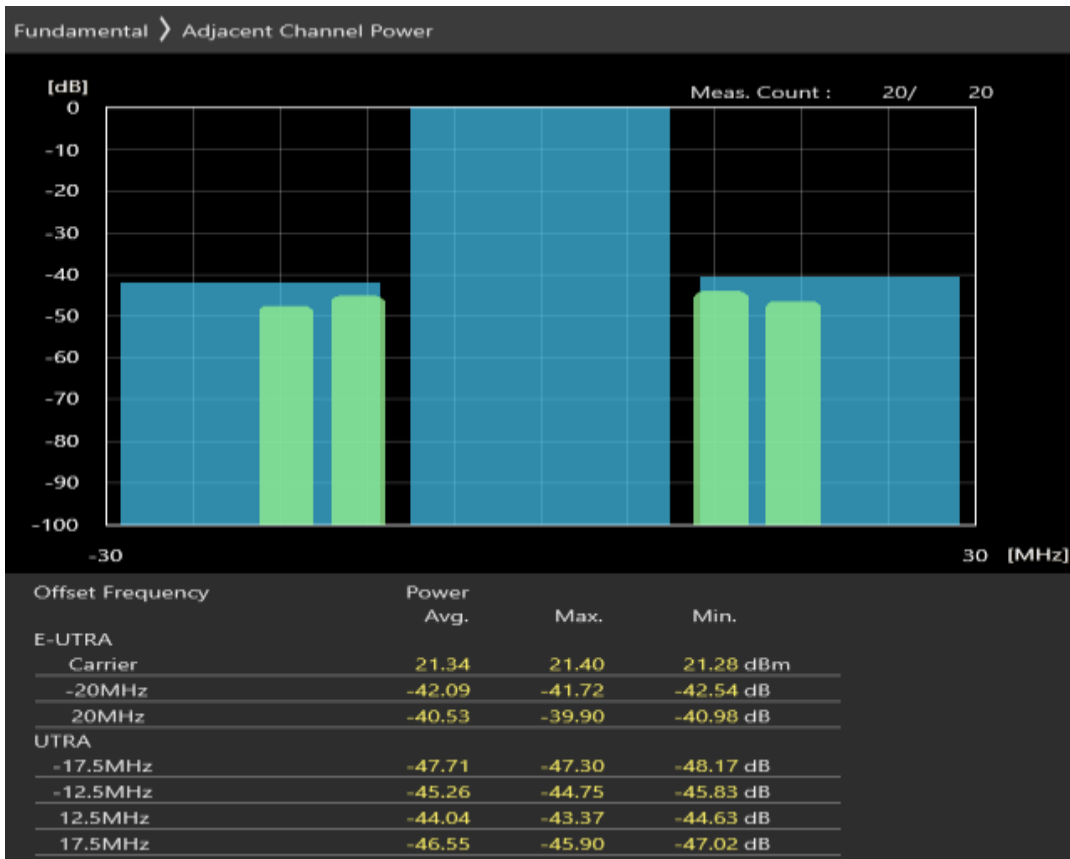 Fundamental 〉 Adjacent Channel Power
[dB]
Meas. Count : 20/ 20
0
-10
-20
-30
-40
-50
-60
-70
-80
-90
-100
-30 30 [MHz]
Offset Frequency Power
Avg. Max. Min.
E-UTRA
Carrier 21.34 21.40 21.28 dBm
-20MHz -42.09 -41.72 -42.54 dB
20MHz -40.53 -39.90 -40.98 dB
UTRA
-17.5MHz -47.71 -47.30 -48.17 dB
-12.5MHz -45.26 -44.75 -45.83 dB
12.5MHz -44.04 -43.37 -44.63 dB
17.5MHz -46.55 -45.90 -47.02 dB